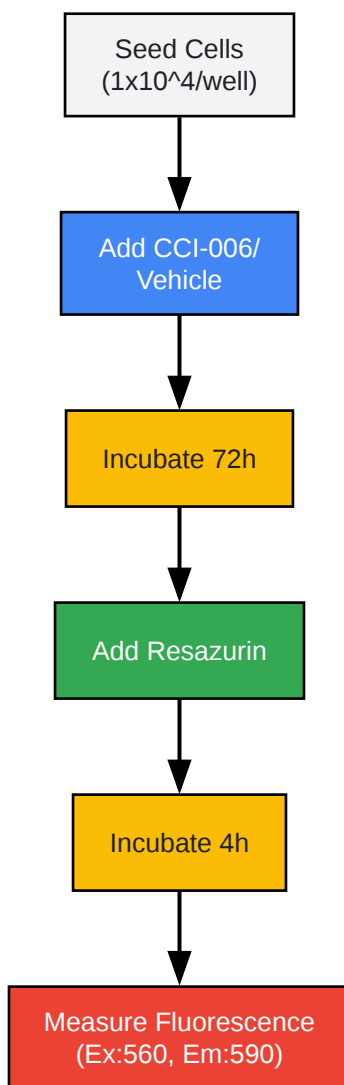 Seed Cells
(1x10^4/well)
Add CCI-006/
Vehicle
Incubate 72h
Add Resazurin
Incubate 4h
Measure Fluorescence
(Ex:560, Em:590)